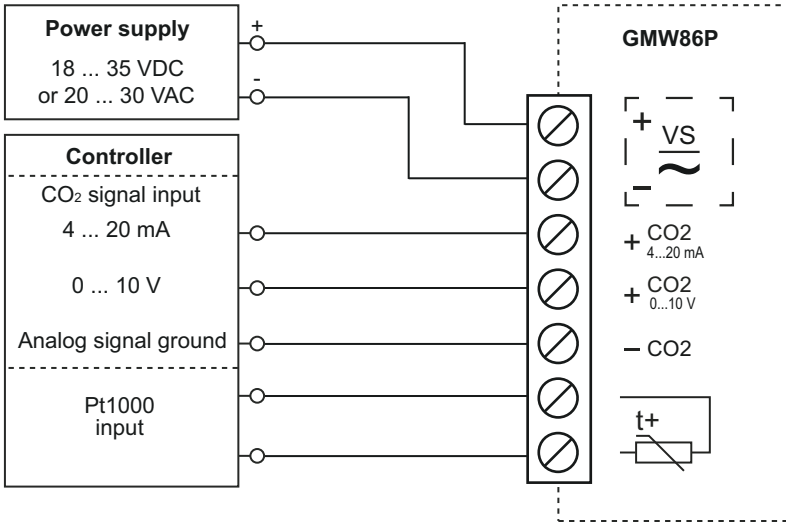 Power supply
18 ... 35 VDC
or 20 ... 30 VAC
+
-
Controller
CO₂ signal input
4 ... 20 mA
0 ... 10 V
Analog signal ground
Pt1000
input
GMW86P
+
VS
~
–
+ CO2
4...20 mA
+ CO2
0...10 V
– CO2
t+